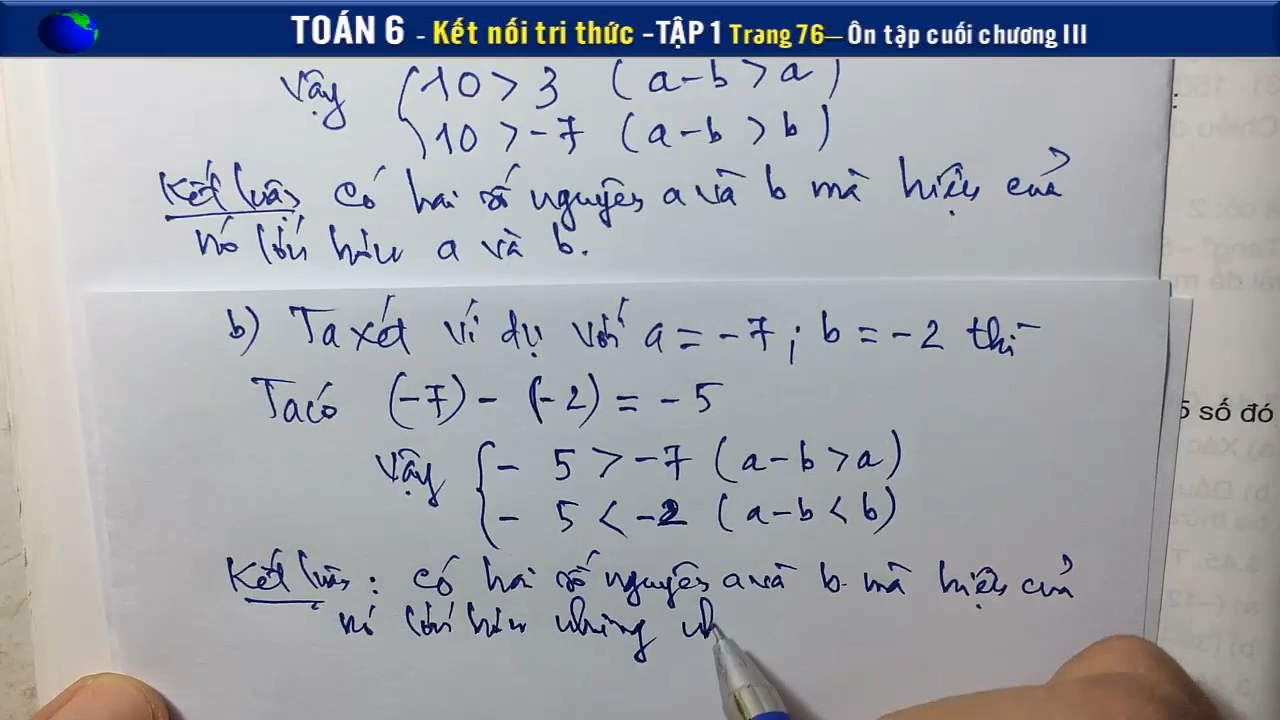 TOÁN 6 - Kết nối tri thức -TẬP 1 Trang 76– Ôn tập cuối chương III
Vậy { 10 > 3 (a-b > a)
10 > -7 (a-b > b)
Kết luận có hai số nguyên a và b mà hiệu của
nó lớn hơn a và b.
b) Ta xét ví dụ với a = -7; b = -2 thì
Ta có (-7) - (-2) = -5
Vậy { - 5 > -7 (a-b > a)
- 5 < -2 (a-b < b)
5 số đó
Kết luận: có hai số nguyên a và b mà hiệu của
nó lớn hơn nhưng